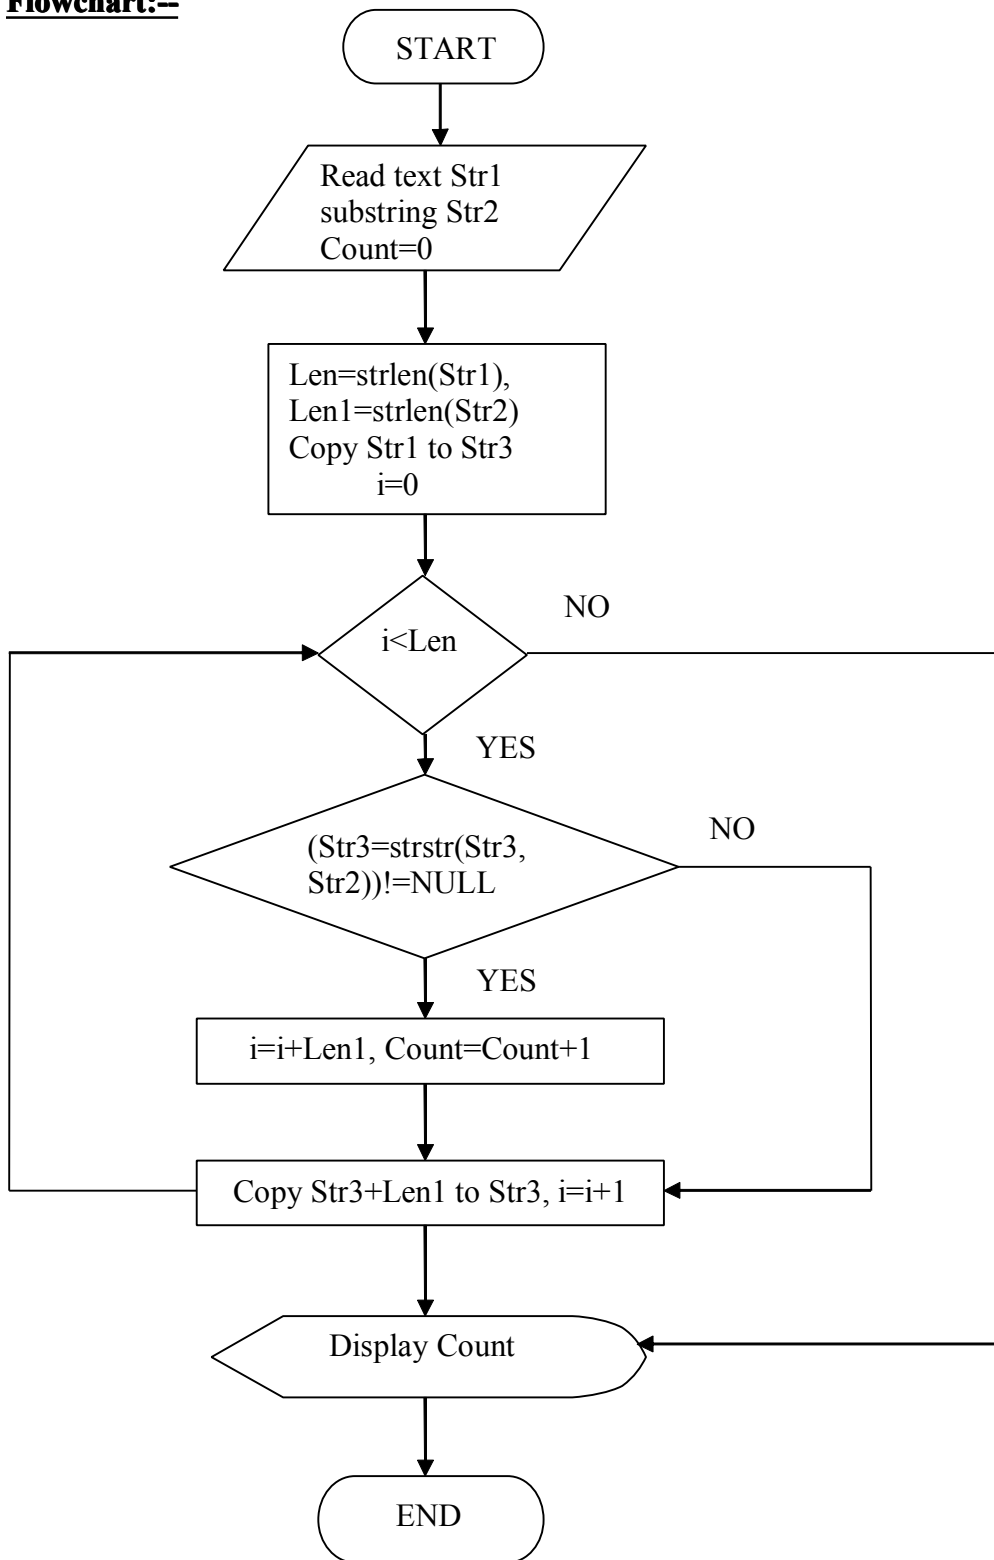 Flowchart:--
START
Read text Str1
substring Str2
Count=0
Len=strlen(Str1),
Len1=strlen(Str2)
Copy Str1 to Str3
i=0
NO
i<Len
YES
NO
(Str3=strstr(Str3,
Str2))!=NULL
YES
i=i+Len1, Count=Count+1
Copy Str3+Len1 to Str3, i=i+1
Display Count
END